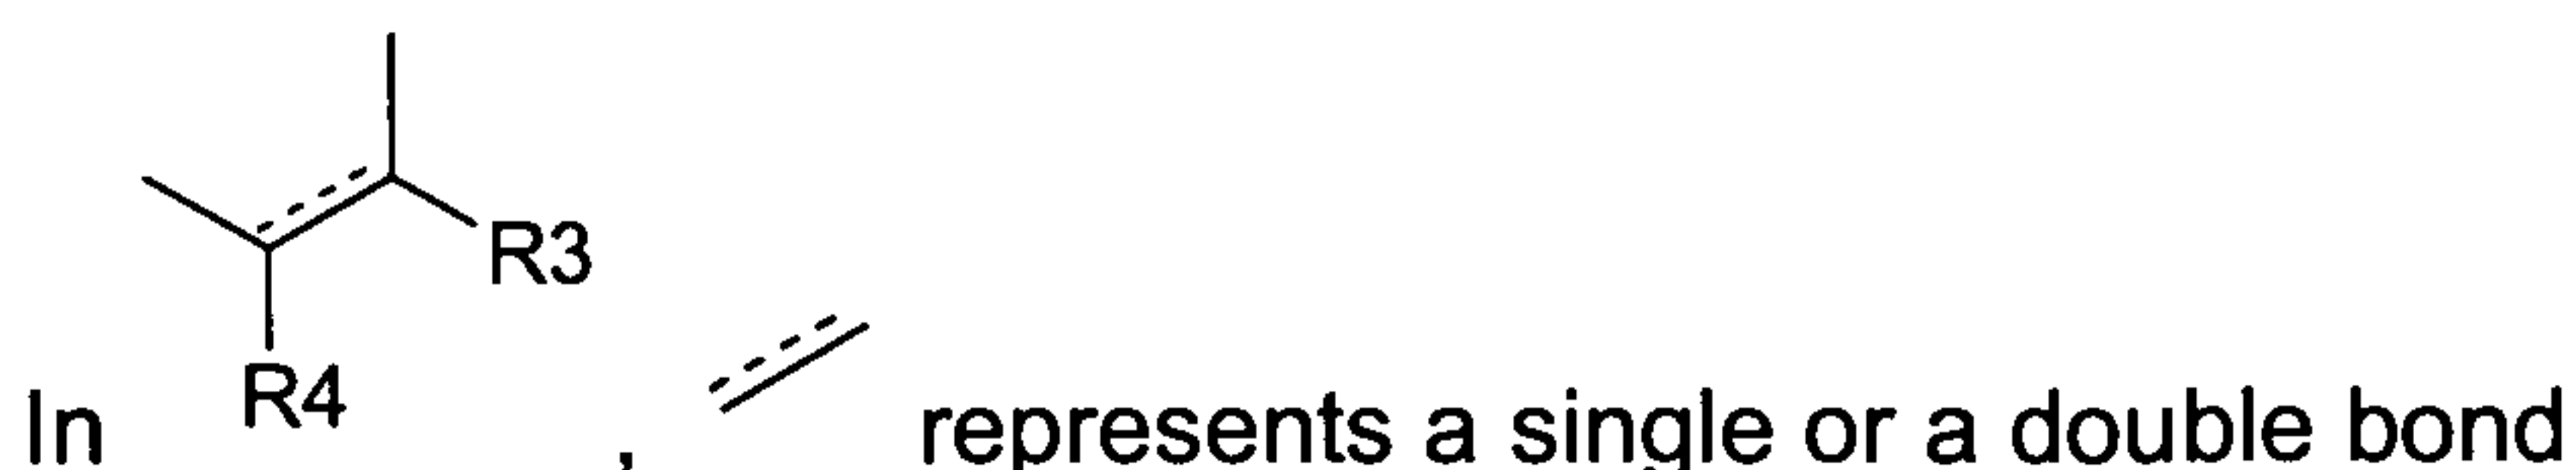 R3
R4
In , represents a single or a double bond